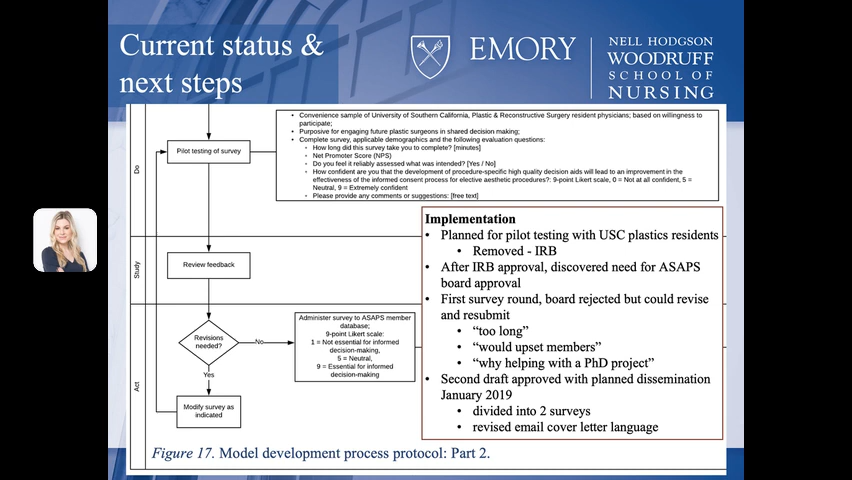 Current status &
next steps
EMORY
NELL HODGSON
WOODRUFF
SCHOOL OF
NURSING
Do
Pilot testing of survey
• Convenience sample of University of Southern California, Plastic & Reconstructive Surgery resident physicians; based on willingness to
participate;
• Purposive for engaging future plastic surgeons in shared decision making;
• Complete survey, applicable demographics and the following evaluation questions:
◦ How long did this survey take you to complete? [minutes]
◦ Net Promoter Score (NPS)
◦ Do you feel it reliably assessed what was intended? [Yes / No]
◦ How confident are you that the development of procedure-specific high quality decision aids will lead to an improvement in the
effectiveness of the informed consent process for elective aesthetic procedures?: 9-point Likert scale, 0 = Not at all confident, 5 =
Neutral, 9 = Extremely confident
◦ Please provide any comments or suggestions: [free text]
Study
Review feedback
Act
Revisions
needed?
No
Yes
Modify survey as
indicated
Administer survey to ASAPS member
database;
9-point Likert scale:
1 = Not essential for informed
decision-making,
5 = Neutral,
9 = Essential for informed
decision-making
Implementation
• Planned for pilot testing with USC plastics residents
• Removed - IRB
• After IRB approval, discovered need for ASAPS
board approval
• First survey round, board rejected but could revise
and resubmit
• “too long”
• “would upset members”
• “why helping with a PhD project”
• Second draft approved with planned dissemination
January 2019
• divided into 2 surveys
• revised email cover letter language
Figure 17. Model development process protocol: Part 2.